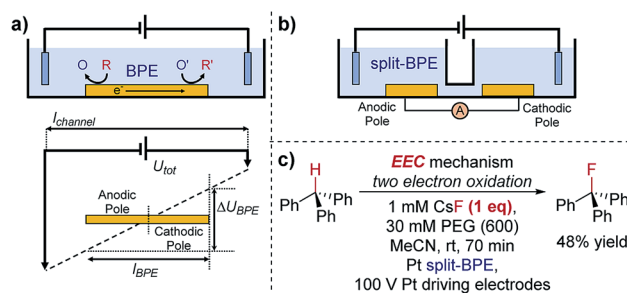 a)
O R BPE O' R'
e-
l_channel
U_tot
Anodic
Pole
Cathodic
Pole
ΔU_BPE
l_BPE
b)
split-BPE
Anodic
Pole
A
Cathodic
Pole
c)
H
Ph Ph
Ph
EEC mechanism
two electron oxidation
1 mM CsF (1 eq),
30 mM PEG (600)
MeCN, rt, 70 min
Pt split-BPE,
100 V Pt driving electrodes
F
Ph Ph
Ph
48% yield